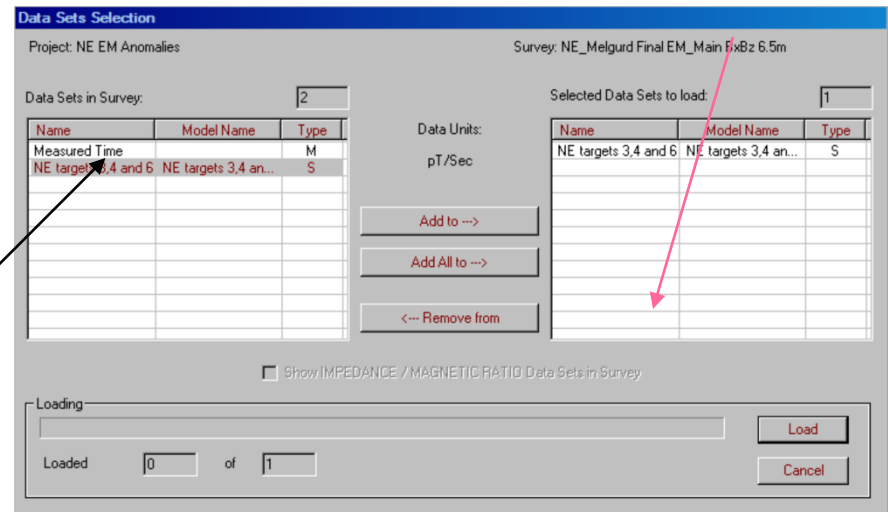 Data Sets Selection
Project: NE EM Anomalies
Survey: NE_Melgurd Final EM_Main BxBz 6.5m
Data Sets in Survey:
2
Selected Data Sets to load:
1
Name Model Name Type
Measured Time M
NE targets 3,4 and 6 NE targets 3,4 an... S
Data Units:
pT/Sec
Add to --->
Add All to --->
<--- Remove from
Name Model Name Type
NE targets 3,4 and 6 NE targets 3,4 an... S
Show IMPEDANCE / MAGNETIC RATIO Data Sets in Survey
Loading
Load
Loaded 0 of 1
Cancel